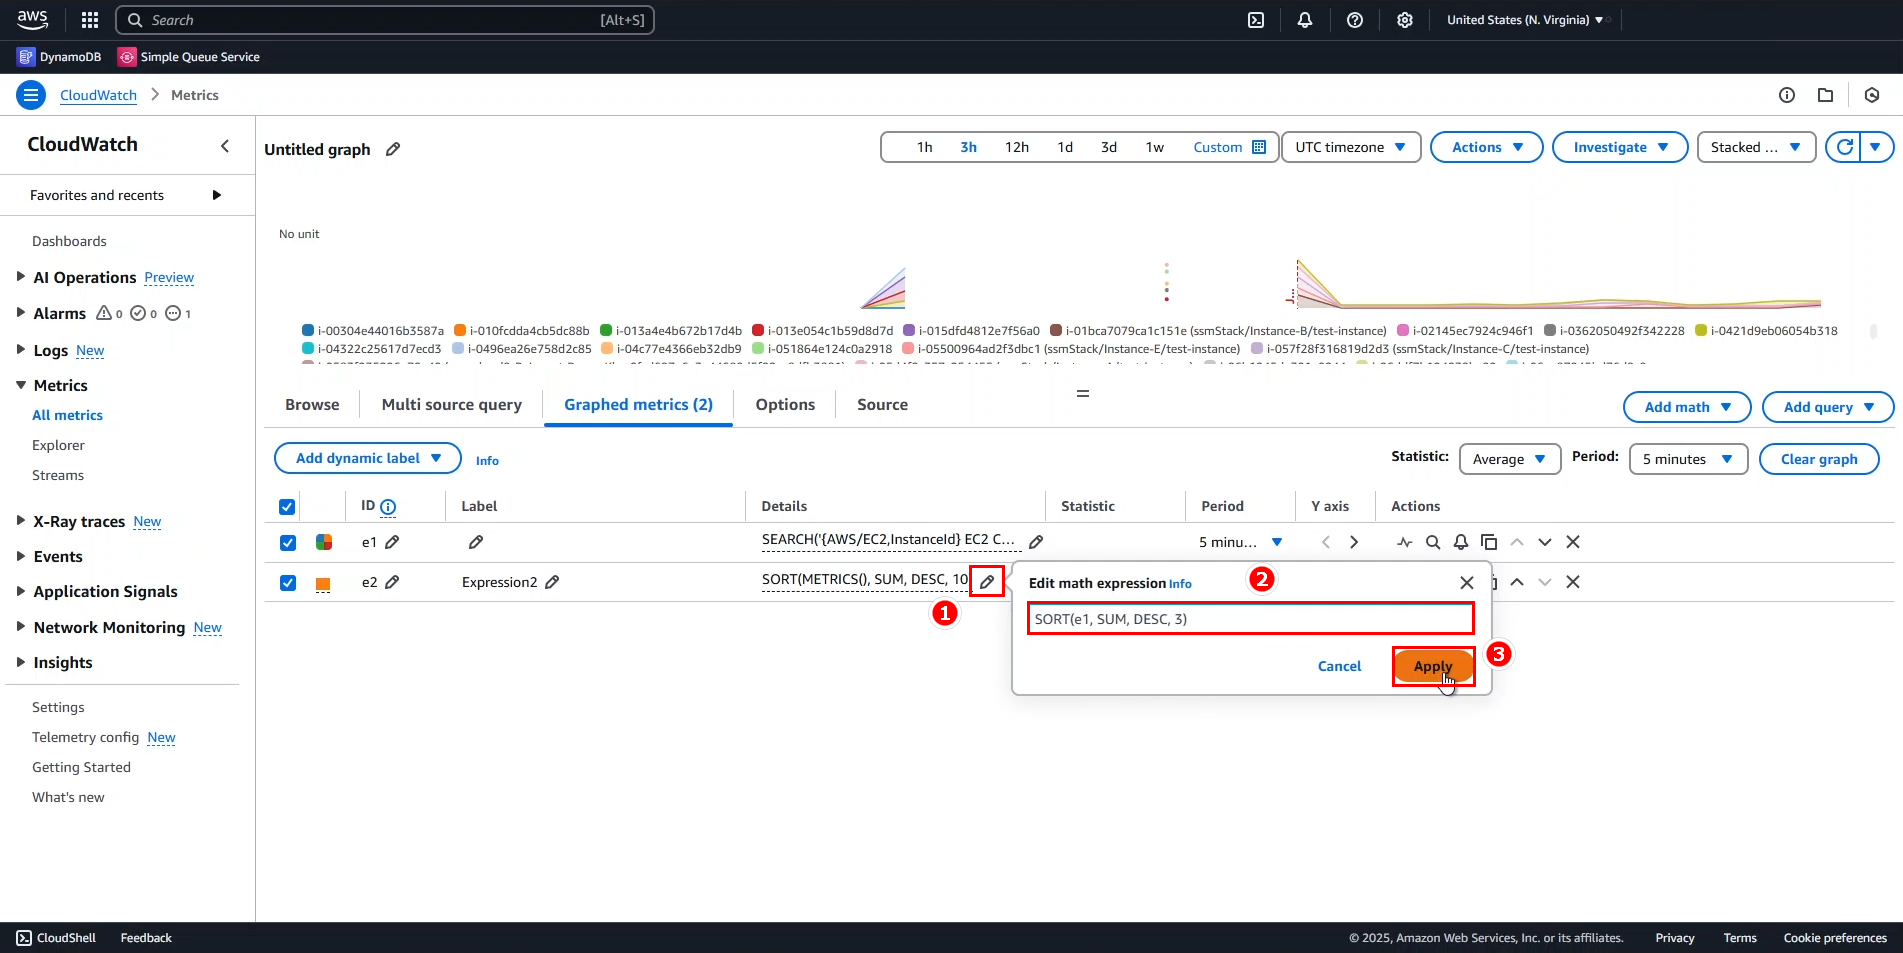 aws
Search [Alt+S]
United States (N. Virginia)
DynamoDB Simple Queue Service
CloudWatch > Metrics
CloudWatch
Favorites and recents
Dashboards
AI Operations Preview
Alarms 0 0 1
Logs New
Metrics
All metrics
Explorer
Streams
X-Ray traces New
Events
Application Signals
Network Monitoring New
Insights
Settings
Telemetry config New
Getting Started
What's new
Untitled graph
1h 3h 12h 1d 3d 1w Custom UTC timezone Actions Investigate Stacked ...
No unit
i-00304e44016b3587a i-010fcdda4cb5dc88b i-013a4e4b672b17d4b i-013e054c1b59d8d7d i-015dfd4812e7f56a0 i-01bca7079ca1c151e (ssmStack/Instance-B/test-instance) i-02145ec7924c946f1 i-0362050492f342228 i-0421d9eb06054b318
i-04322c25617d7ecd3 i-0496ea26e758d2c85 i-04c77e4366eb32db9 i-051864e124c0a2918 i-05500964ad2f3dbc1 (ssmStack/Instance-E/test-instance) i-057f28f316819d2d3 (ssmStack/Instance-C/test-instance)
Browse Multi source query Graphed metrics (2) Options Source
Add math Add query
Add dynamic label Info
Statistic: Average Period: 5 minutes Clear graph
ID Label Details Statistic Period Y axis Actions
e1 SEARCH('{AWS/EC2,InstanceId} EC2 C... 5 minu...
e2 Expression2 SORT(METRICS(), SUM, DESC, 10
1
Edit math expression Info 2
SORT(e1, SUM, DESC, 3)
Cancel Apply 3
CloudShell Feedback
© 2025, Amazon Web Services, Inc. or its affiliates. Privacy Terms Cookie preferences